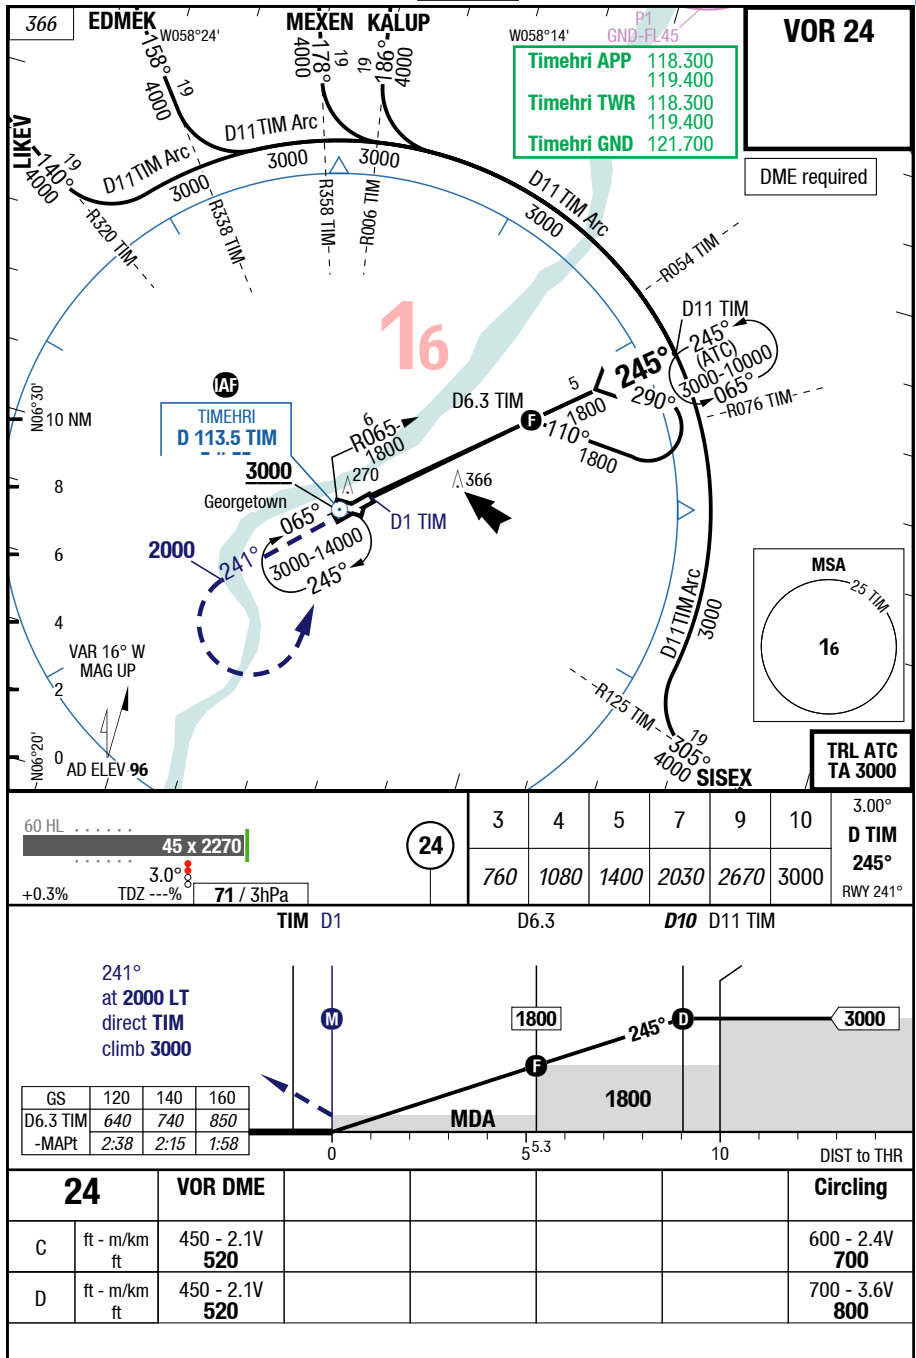 366
EDMEK
MEXEN
KALUP
P1
GND-FL45
W058°24'
W058°14'
VOR 24
Timehri APP 118.300
119.400
Timehri TWR 118.300
119.400
Timehri GND 121.700
DME required
158°
19
4000
178°
19
4000
186°
19
4000
LIKEV
140°
19
4000
D11 TIM Arc
3000
D11 TIM Arc
3000
3000
D11 TIM Arc
3000
R320 TIM
R338 TIM
R358 TIM
R006 TIM
R054 TIM
D11 TIM
16
245°
245°
(ATC)
3000-10000
065°
290°
R076 TIM
N06°30'
10 NM
IAF
TIMEHRI
D 113.5 TIM
D6.3 TIM
5
1800
F
110°
1800
6
R065
1800
3000
270
366
8
Georgetown
D1 TIM
065°
3000-14000
245°
2000
241°
6
4
2
0
VAR 16° W
MAG UP
N06°20'
AD ELEV 96
D11 TIM Arc
3000
R125 TIM
19
305°
4000
SISEX
MSA
25 TIM
16
TRL ATC
TA 3000
60 HL
45 x 2270
3.0°
+0.3%
TDZ ---%
71 / 3hPa
24
3 4 5 7 9 10
760 1080 1400 2030 2670 3000
3.00°
D TIM
245°
RWY 241°
TIM D1 D6.3 D10 D11 TIM
241°
at 2000 LT
direct TIM
climb 3000
M
1800
245°
D
3000
F
MDA
1800
GS 120 140 160
D6.3 TIM 640 740 850
-MAPt 2:38 2:15 1:58
0 5 5.3 10 DIST to THR
24 VOR DME Circling
C ft - m/km 450 - 2.1V 600 - 2.4V
ft 520 700
D ft - m/km 450 - 2.1V 700 - 3.6V
ft 520 800